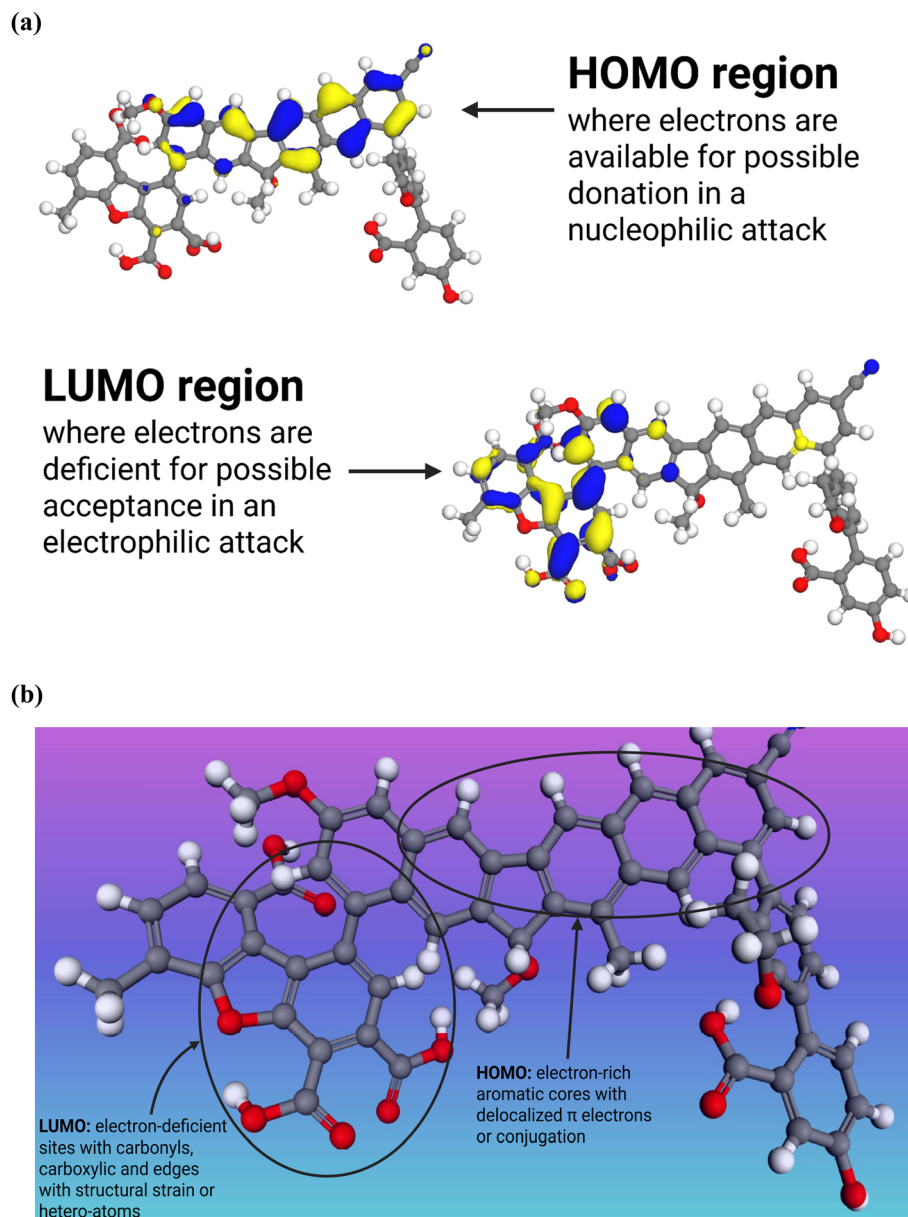 (a)
HOMO region
where electrons are
available for possible
donation in a
nucleophilic attack
LUMO region
where electrons are
deficient for possible
acceptance in an
electrophilic attack
(b)
HOMO: electron-rich
aromatic cores with
delocalized π electrons
or conjugation
LUMO: electron-deficient
sites with carbonyls,
carboxylic and edges
with structural strain or
hetero-atoms